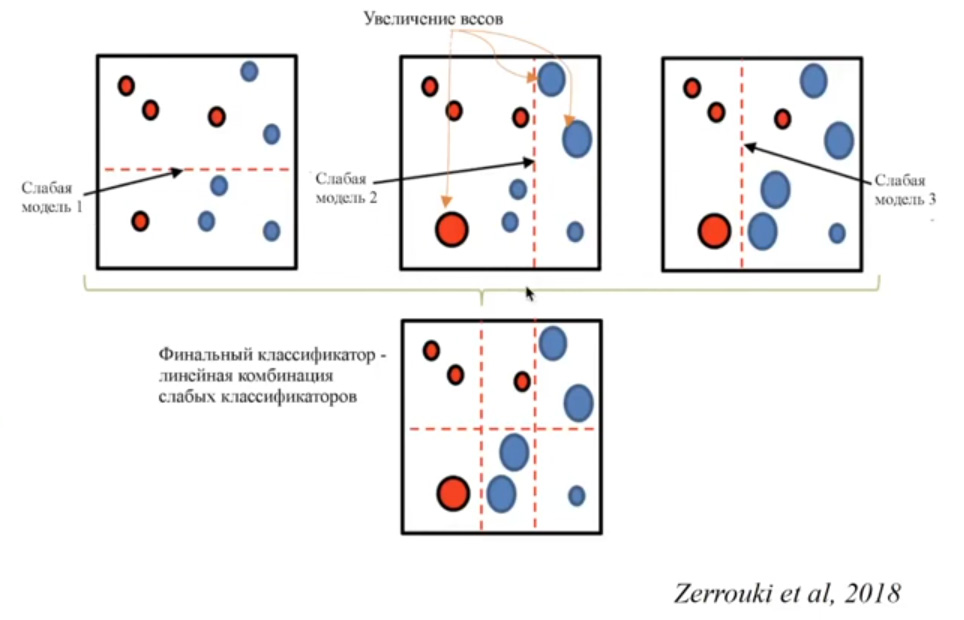 Увеличение весов
Слабая
модель 1
Слабая
модель 2
Слабая
модель 3
Финальный классификатор -
линейная комбинация
слабых классификаторов
Zerrouki et al, 2018